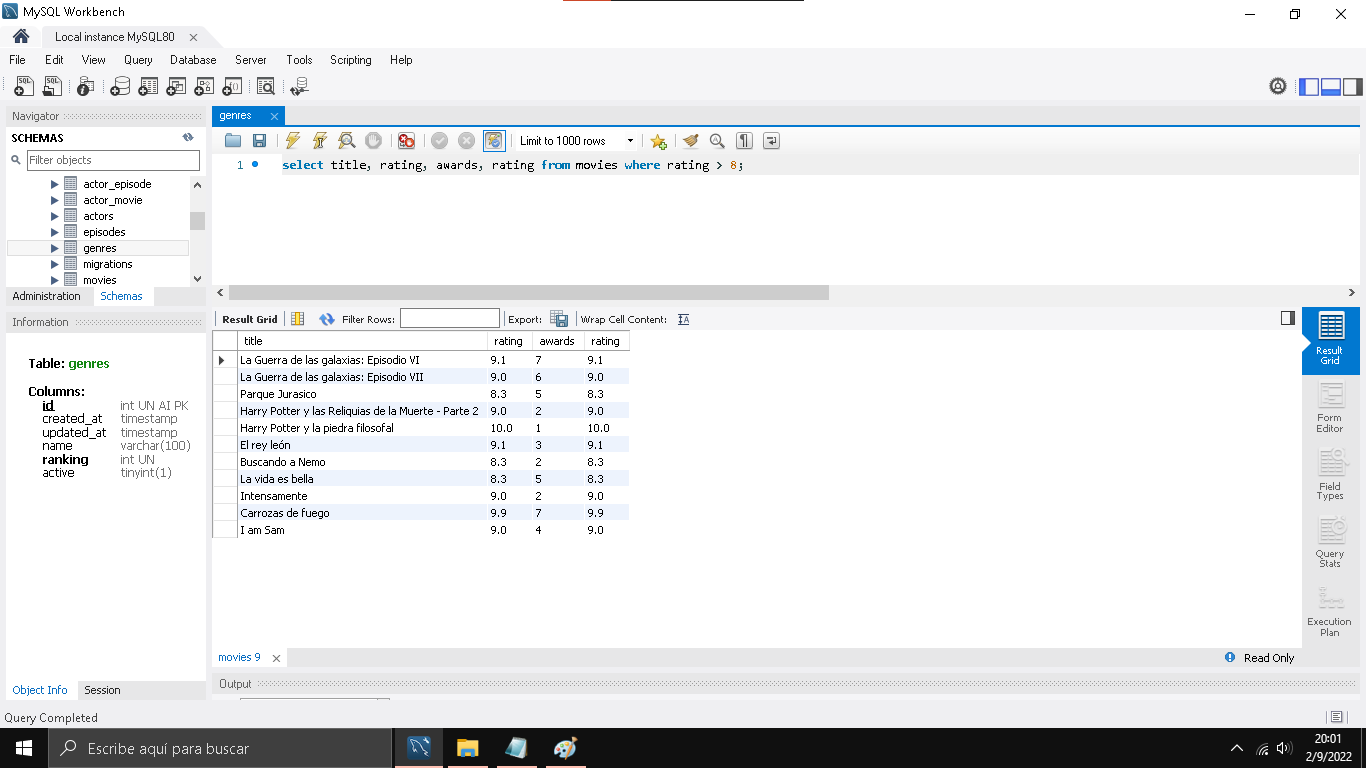 MySQL Workbench
Local instance MySQL80
File Edit View Query Database Server Tools Scripting Help
Navigator
SCHEMAS
Filter objects
actor_episode
actor_movie
actors
episodes
genres
migrations
movies
Administration Schemas
Information
Table: genres
Columns:
id int UN AI PK
created_at timestamp
updated_at timestamp
name varchar(100)
ranking int UN
active tinyint(1)
Object Info Session
genres
Limit to 1000 rows
1 select title, rating, awards, rating from movies where rating > 8;
Result Grid Filter Rows: Export: Wrap Cell Content:
title rating awards rating
La Guerra de las galaxias: Episodio VI 9.1 7 9.1
La Guerra de las galaxias: Episodio VII 9.0 6 9.0
Parque Jurasico 8.3 5 8.3
Harry Potter y las Reliquias de la Muerte - Parte 2 9.0 2 9.0
Harry Potter y la piedra filosofal 10.0 1 10.0
El rey león 9.1 3 9.1
Buscando a Nemo 8.3 2 8.3
La vida es bella 8.3 5 8.3
Intensamente 9.0 2 9.0
Carrozas de fuego 9.9 7 9.9
I am Sam 9.0 4 9.0
Result
Grid
Form
Editor
Field
Types
Query
Stats
Execution
Plan
movies 9
Read Only
Output
Query Completed
Escribe aquí para buscar
20:01
2/9/2022